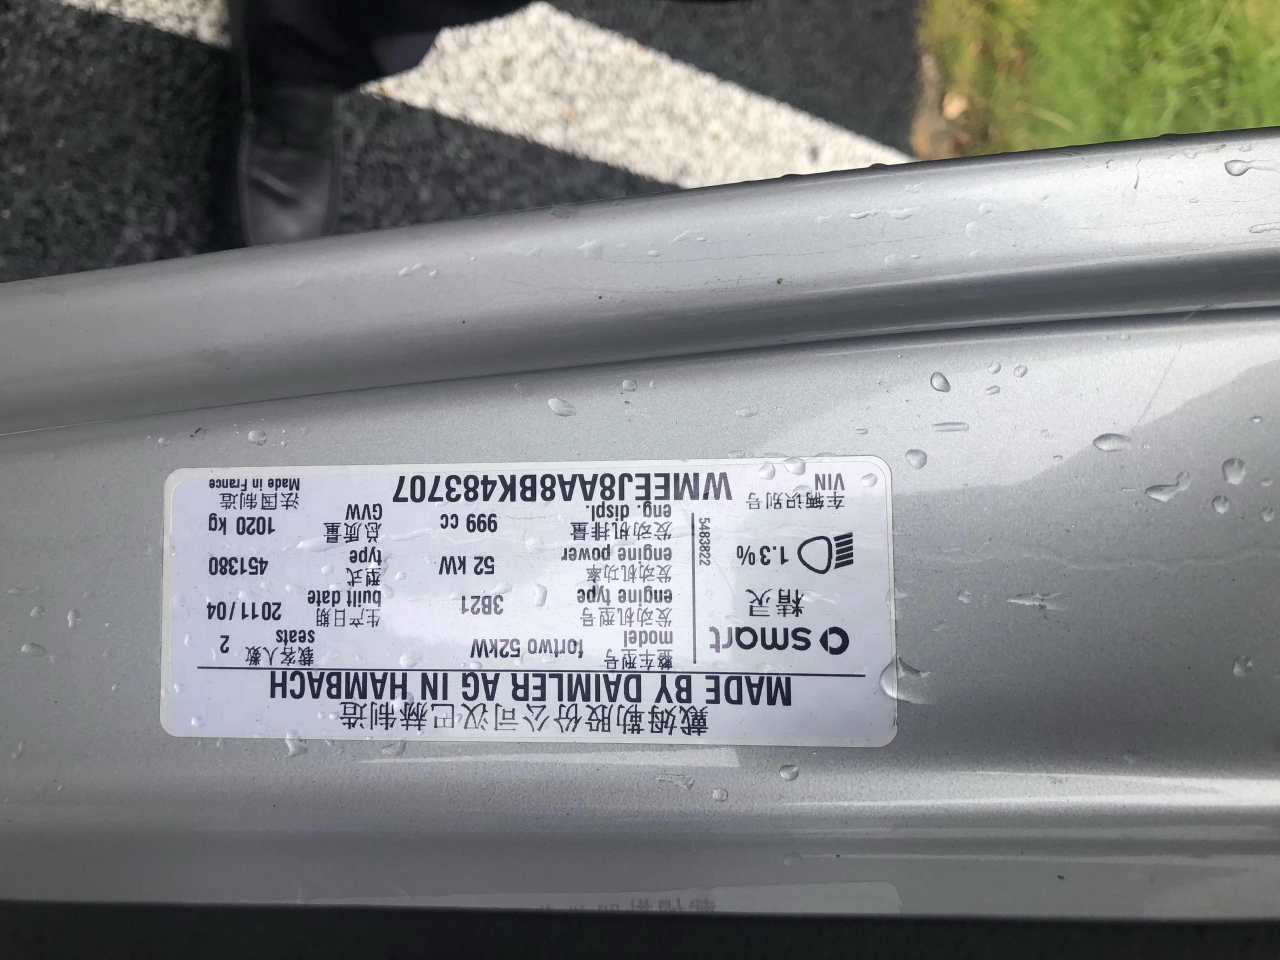 戴姆勒股份公司汉巴赫制造
MADE BY DAIMLER AG IN HAMBACH
smart
精灵
1.3%
5483822
整车型号
model fortwo 52kW
载客人数
seats 2
发动机型号
engine type 3B21
生产日期
built date 2011/04
发动机功率
engine power 52 kW
型式
type 451380
发动机排量
eng. displ. 999 cc
总质量
GVW 1020 kg
车辆识别号
VIN WMEEJ8AA8BK483707
法国制造
Made in France